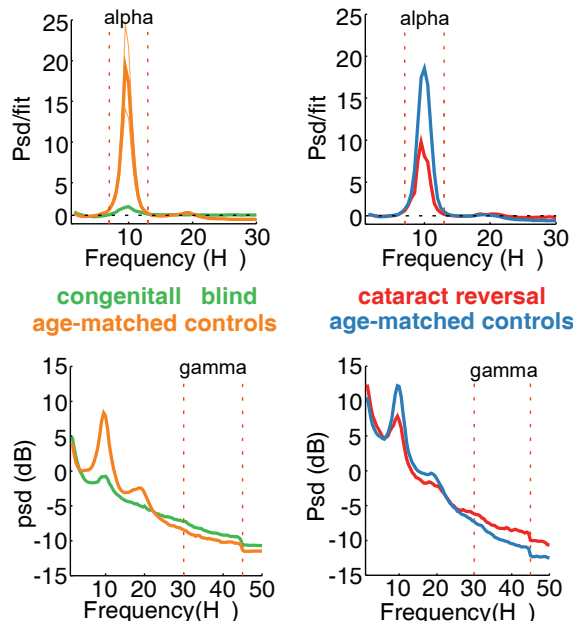 alpha
alpha
25
20
15
10
5
0
Psd/fit
10
20
30
Frequency (H )
25
20
15
10
5
0
Psd/fit
10
20
30
Frequency (H )
congenitall blind
age-matched controls
cataract reversal
age-matched controls
gamma
gamma
15
10
5
0
-5
-10
-15
psd (dB)
10 20 30 40 50
Frequency(H )
15
10
5
0
-5
-10
-15
Psd (dB)
10 20 30 40 50
Frequency(H )